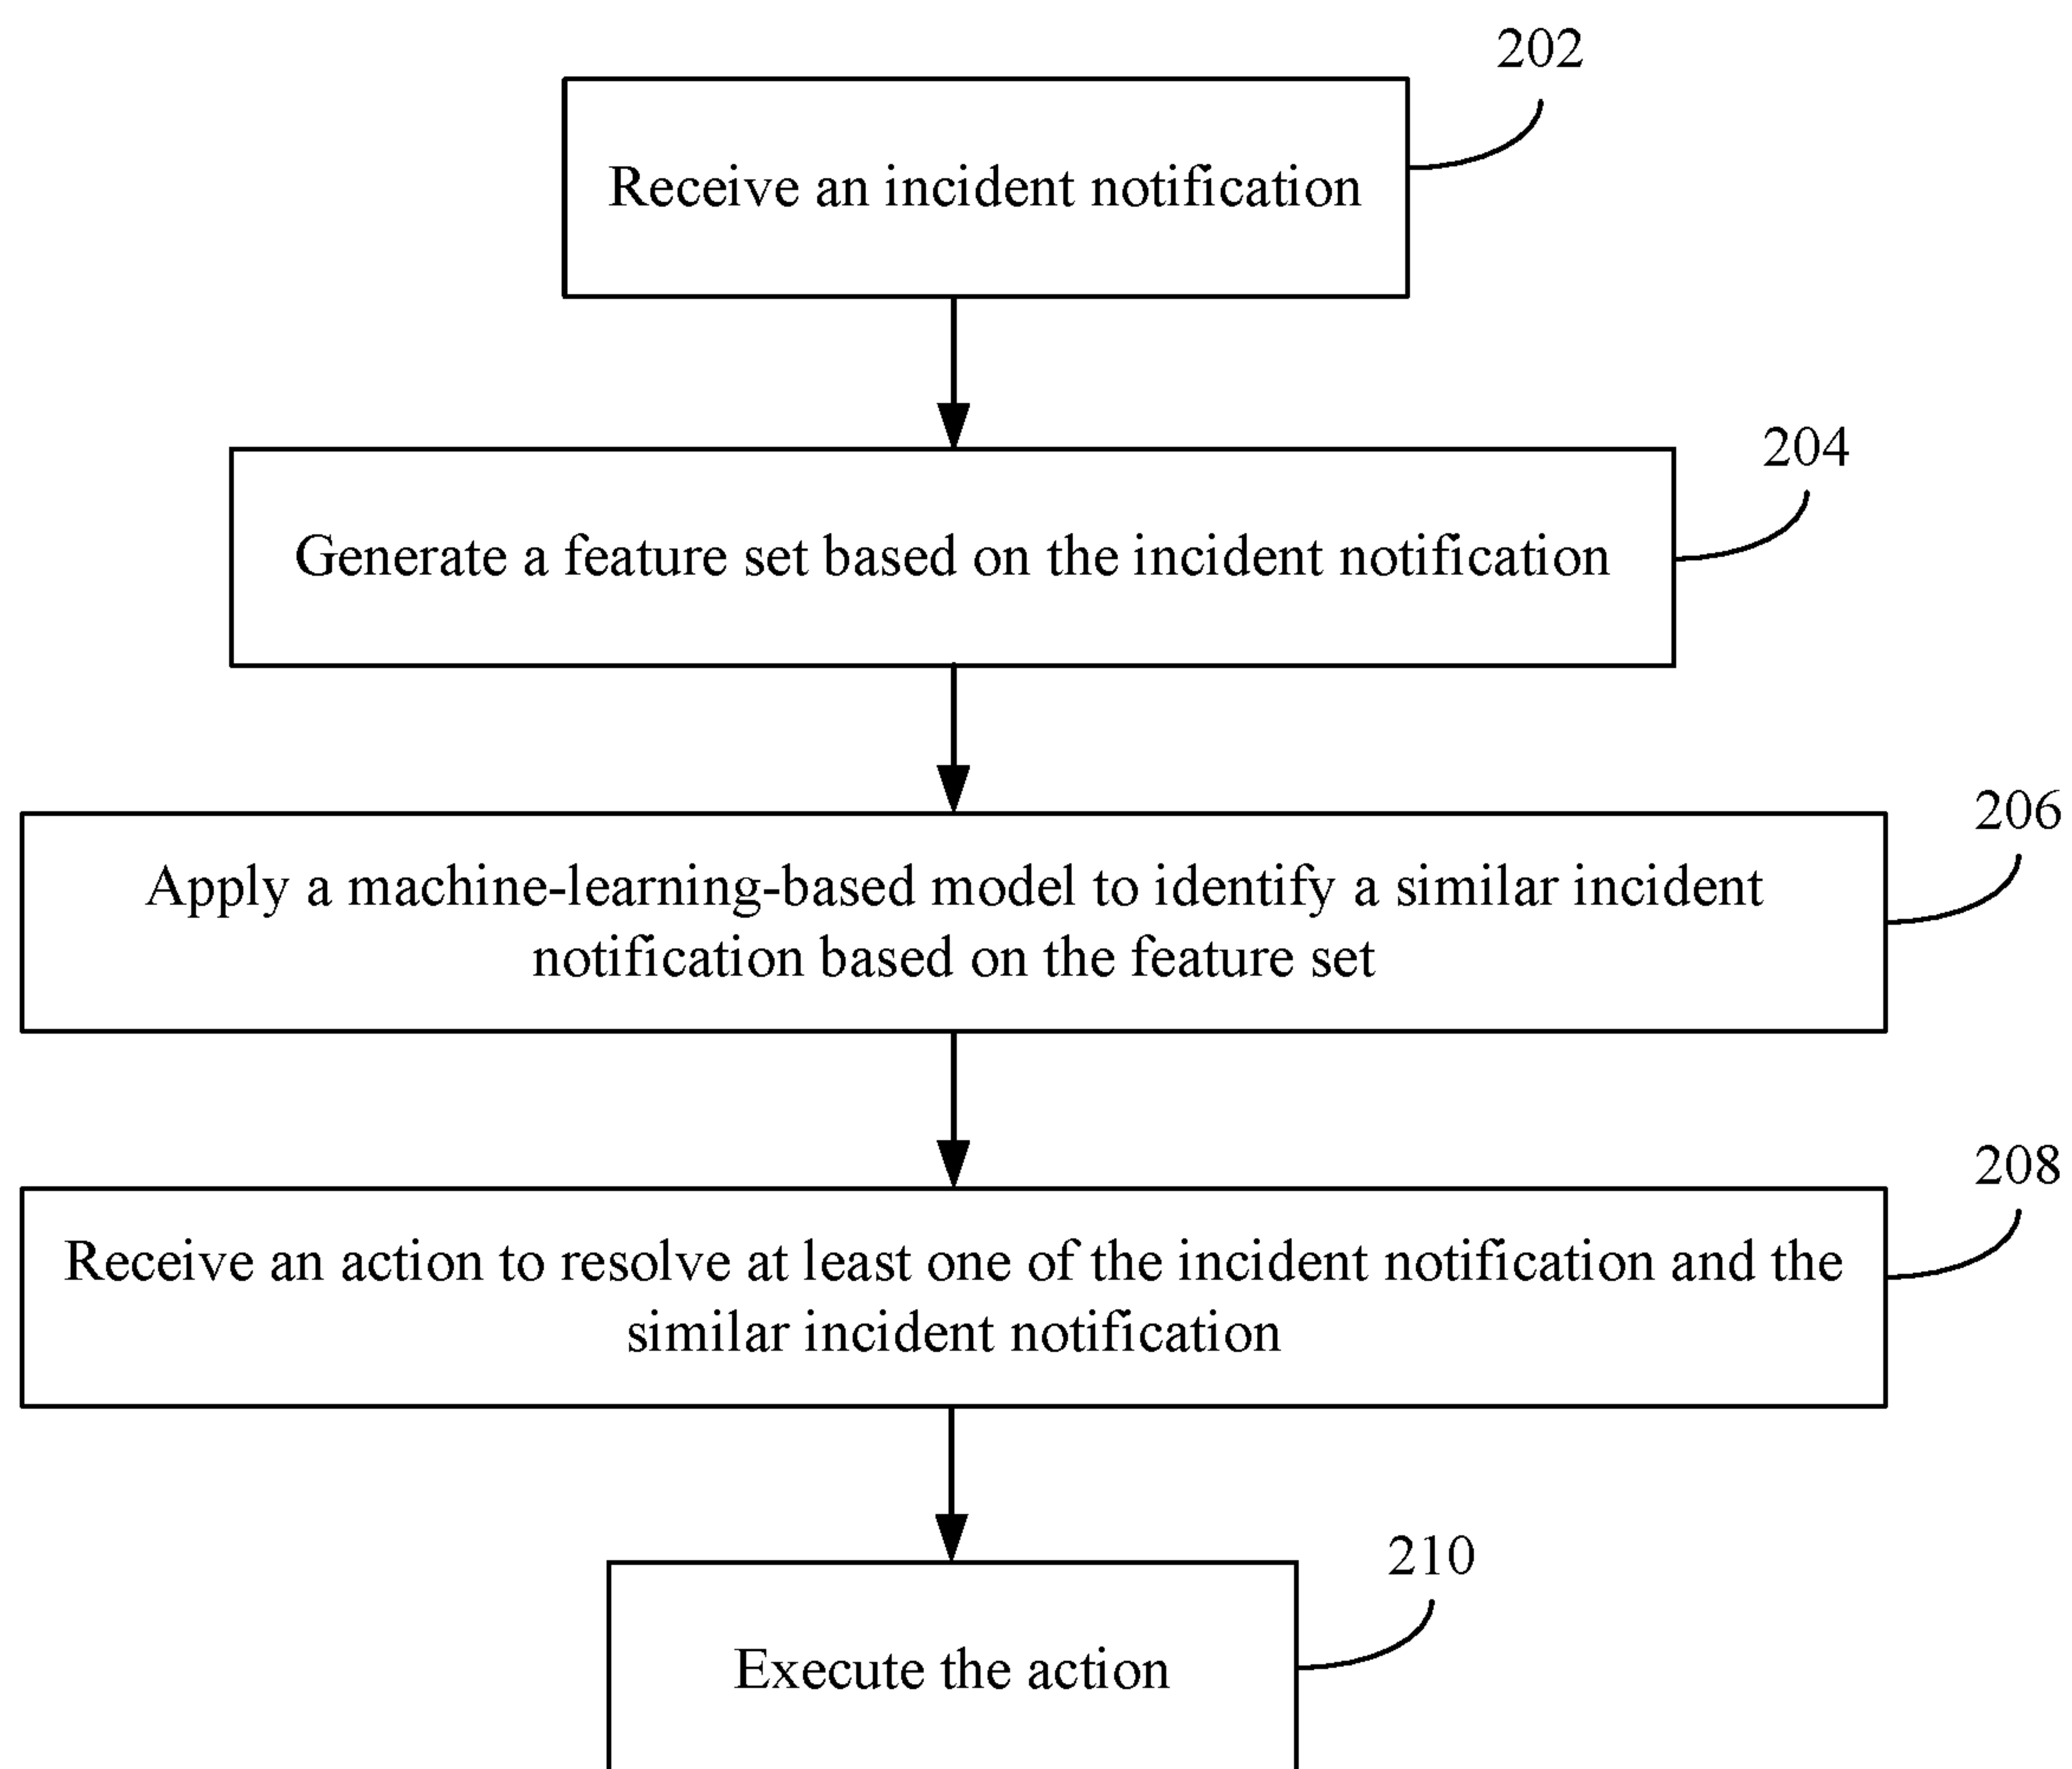 202
Receive an incident notification
204
Generate a feature set based on the incident notification
206
Apply a machine-learning-based model to identify a similar incident
notification based on the feature set
208
Receive an action to resolve at least one of the incident notification and the
similar incident notification
210
Execute the action